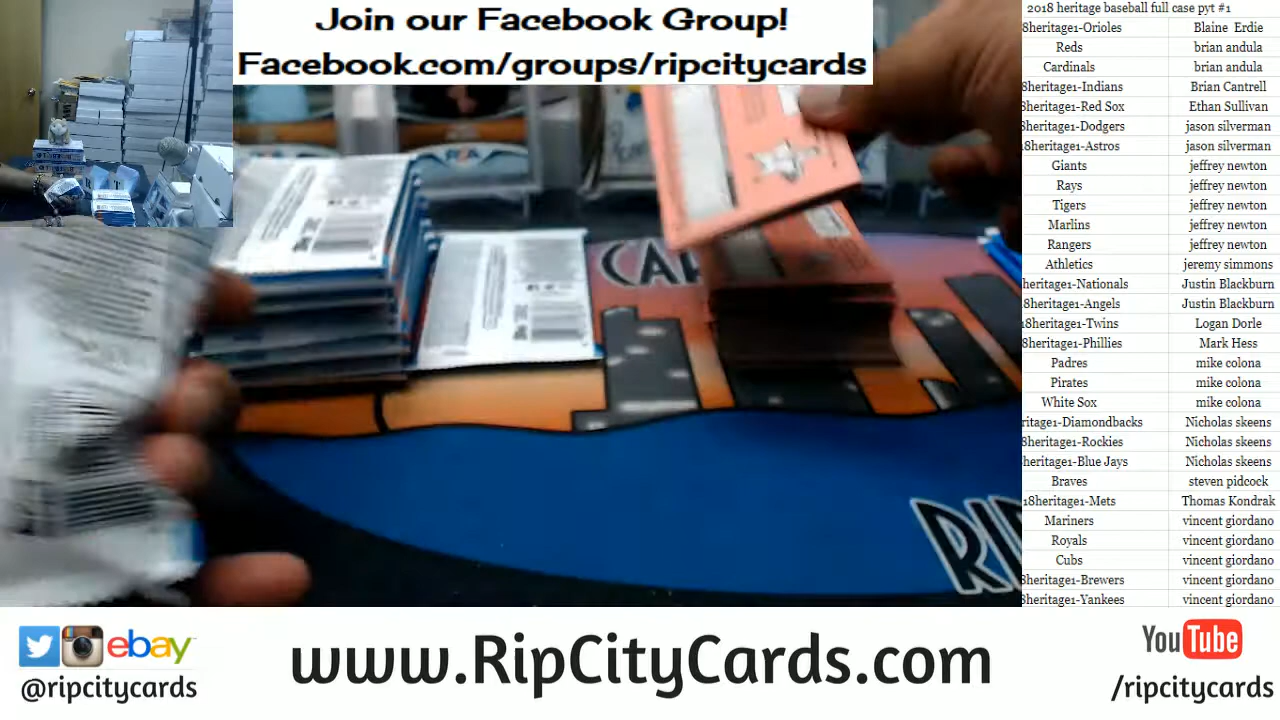 Join our Facebook Group!
Facebook.com/groups/ripcitycards
2018 heritage baseball full case pyt #1
8heritage1-Orioles Blaine Erdie
Reds brian andula
Cardinals brian andula
8heritage1-Indians Brian Cantrell
8heritage1-Red Sox Ethan Sullivan
8heritage1-Dodgers jason silverman
8heritage1-Astros jason silverman
Giants jeffrey newton
Rays jeffrey newton
Tigers jeffrey newton
Marlins jeffrey newton
Rangers jeffrey newton
Athletics jeremy simmons
heritage1-Nationals Justin Blackburn
8heritage1-Angels Justin Blackburn
18heritage1-Twins Logan Dorle
8heritage1-Phillies Mark Hess
Padres mike colona
Pirates mike colona
White Sox mike colona
ritage1-Diamondbacks Nicholas skeens
8heritage1-Rockies Nicholas skeens
heritage1-Blue Jays Nicholas skeens
Braves steven pidcock
18heritage1-Mets Thomas Kondrak
Mariners vincent giordano
Royals vincent giordano
Cubs vincent giordano
8heritage1-Brewers vincent giordano
8heritage1-Yankees vincent giordano
CAR
RIP
ebay
@ripcitycards
www.RipCityCards.com
YouTube
/ripcitycards